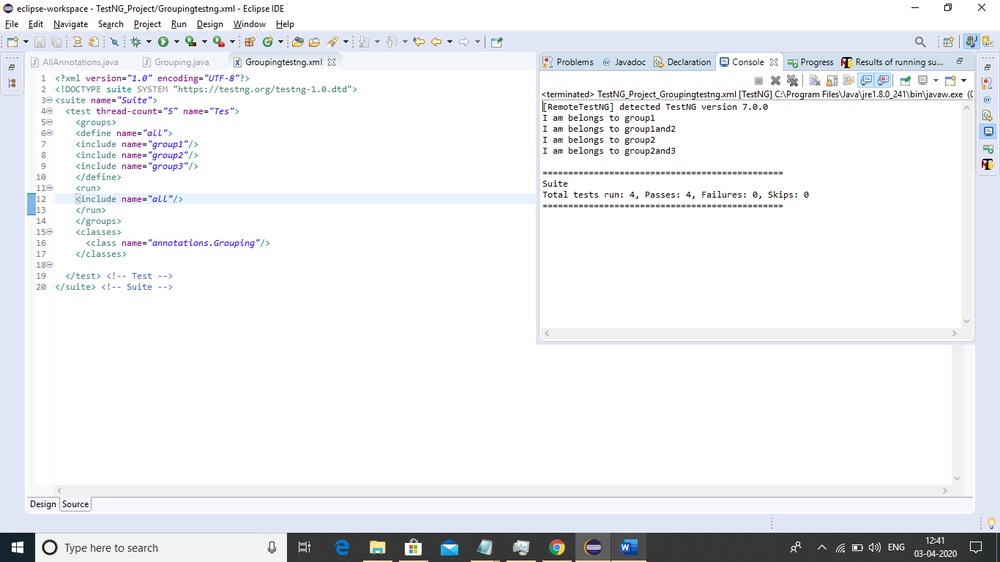 eclipse-workspace - TestNG_Project/Groupingtestng.xml - Eclipse IDE
File Edit Navigate Search Project Run Design Window Help
AllAnnotations.java Grouping.java Groupingtestng.xml
1 <?xml version="1.0" encoding="UTF-8"?>
2 <!DOCTYPE suite SYSTEM "https://testng.org/testng-1.0.dtd">
3 <suite name="Suite">
4 <test thread-count="5" name="Tes">
5 <groups>
6 <define name="all">
7 <include name="group1"/>
8 <include name="group2"/>
9 <include name="group3"/>
10 </define>
11 <run>
12 <include name="all"/>
13 </run>
14 </groups>
15 <classes>
16 <class name="annotations.Grouping"/>
17 </classes>
18
19 </test> <!-- Test -->
20 </suite> <!-- Suite -->
Design Source
Problems @ Javadoc Declaration Console Progress Results of running su...
<terminated> TestNG_Project_Groupingtestng.xml [TestNG] C:\Program Files\Java\jre1.8.0_241\bin\javaw.exe (0
[RemoteTestNG] detected TestNG version 7.0.0
I am belongs to group1
I am belongs to group1and2
I am belongs to group2
I am belongs to group2and3
===============================================
Suite
Total tests run: 4, Passes: 4, Failures: 0, Skips: 0
===============================================
Type here to search
ENG
12:41
03-04-2020